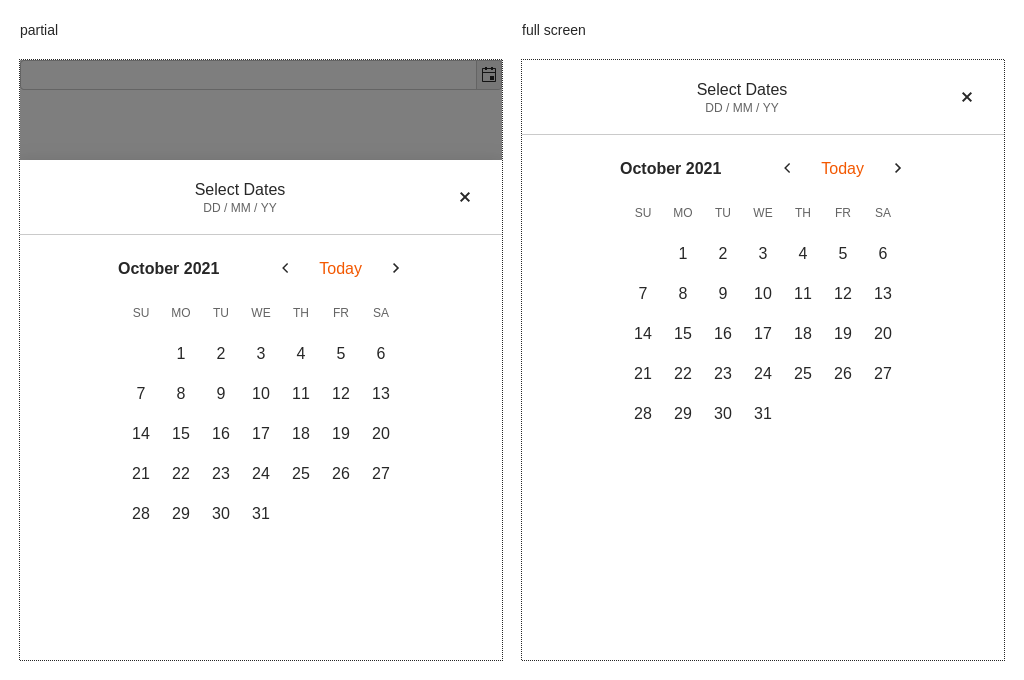 partial
Select Dates
DD / MM / YY
October 2021 Today
SU MO TU WE TH FR SA
1 2 3 4 5 6
7 8 9 10 11 12 13
14 15 16 17 18 19 20
21 22 23 24 25 26 27
28 29 30 31
full screen
Select Dates
DD / MM / YY
October 2021 Today
SU MO TU WE TH FR SA
1 2 3 4 5 6
7 8 9 10 11 12 13
14 15 16 17 18 19 20
21 22 23 24 25 26 27
28 29 30 31